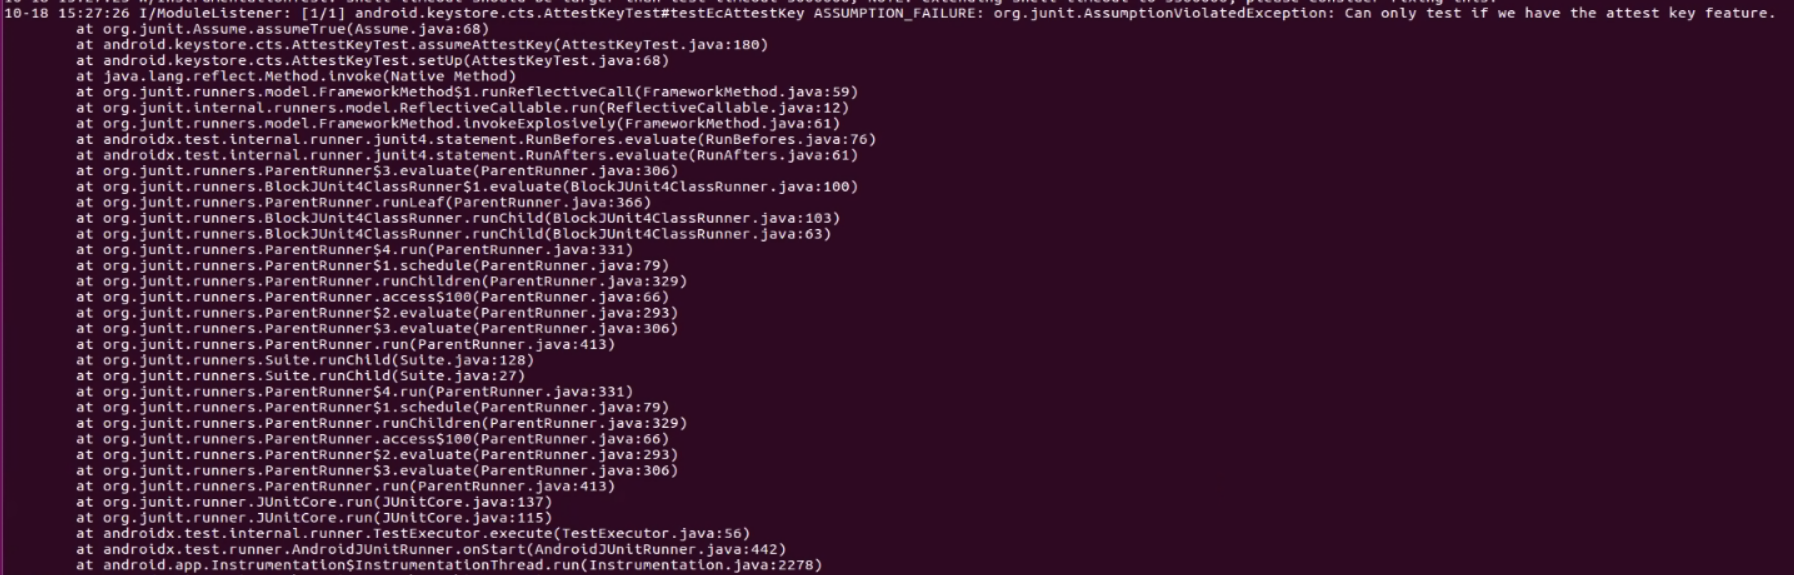 10-18 15:27:26 I/ModuleListener: [1/1] android.keystore.cts.AttestKeyTest#testEcAttestKey ASSUMPTION_FAILURE: org.junit.AssumptionViolatedException: Can only test if we have the attest key feature.
at org.junit.Assume.assumeTrue(Assume.java:68)
at android.keystore.cts.AttestKeyTest.assumeAttestKey(AttestKeyTest.java:180)
at android.keystore.cts.AttestKeyTest.setUp(AttestKeyTest.java:68)
at java.lang.reflect.Method.invoke(Native Method)
at org.junit.runners.model.FrameworkMethod$1.runReflectiveCall(FrameworkMethod.java:59)
at org.junit.internal.runners.model.ReflectiveCallable.run(ReflectiveCallable.java:12)
at org.junit.runners.model.FrameworkMethod.invokeExplosively(FrameworkMethod.java:61)
at androidx.test.internal.runner.junit4.statement.RunBefores.evaluate(RunBefores.java:76)
at androidx.test.internal.runner.junit4.statement.RunAfters.evaluate(RunAfters.java:61)
at org.junit.runners.ParentRunner$3.evaluate(ParentRunner.java:306)
at org.junit.runners.BlockJUnit4ClassRunner$1.evaluate(BlockJUnit4ClassRunner.java:100)
at org.junit.runners.ParentRunner.runLeaf(ParentRunner.java:366)
at org.junit.runners.BlockJUnit4ClassRunner.runChild(BlockJUnit4ClassRunner.java:103)
at org.junit.runners.BlockJUnit4ClassRunner.runChild(BlockJUnit4ClassRunner.java:63)
at org.junit.runners.ParentRunner$4.run(ParentRunner.java:331)
at org.junit.runners.ParentRunner$1.schedule(ParentRunner.java:79)
at org.junit.runners.ParentRunner.runChildren(ParentRunner.java:329)
at org.junit.runners.ParentRunner.access$100(ParentRunner.java:66)
at org.junit.runners.ParentRunner$2.evaluate(ParentRunner.java:293)
at org.junit.runners.ParentRunner$3.evaluate(ParentRunner.java:306)
at org.junit.runners.ParentRunner.run(ParentRunner.java:413)
at org.junit.runners.Suite.runChild(Suite.java:128)
at org.junit.runners.Suite.runChild(Suite.java:27)
at org.junit.runners.ParentRunner$4.run(ParentRunner.java:331)
at org.junit.runners.ParentRunner$1.schedule(ParentRunner.java:79)
at org.junit.runners.ParentRunner.runChildren(ParentRunner.java:329)
at org.junit.runners.ParentRunner.access$100(ParentRunner.java:66)
at org.junit.runners.ParentRunner$2.evaluate(ParentRunner.java:293)
at org.junit.runners.ParentRunner$3.evaluate(ParentRunner.java:306)
at org.junit.runners.ParentRunner.run(ParentRunner.java:413)
at org.junit.runner.JUnitCore.run(JUnitCore.java:137)
at org.junit.runner.JUnitCore.run(JUnitCore.java:115)
at androidx.test.internal.runner.TestExecutor.execute(TestExecutor.java:56)
at androidx.test.runner.AndroidJUnitRunner.onStart(AndroidJUnitRunner.java:442)
at android.app.Instrumentation$InstrumentationThread.run(Instrumentation.java:2278)